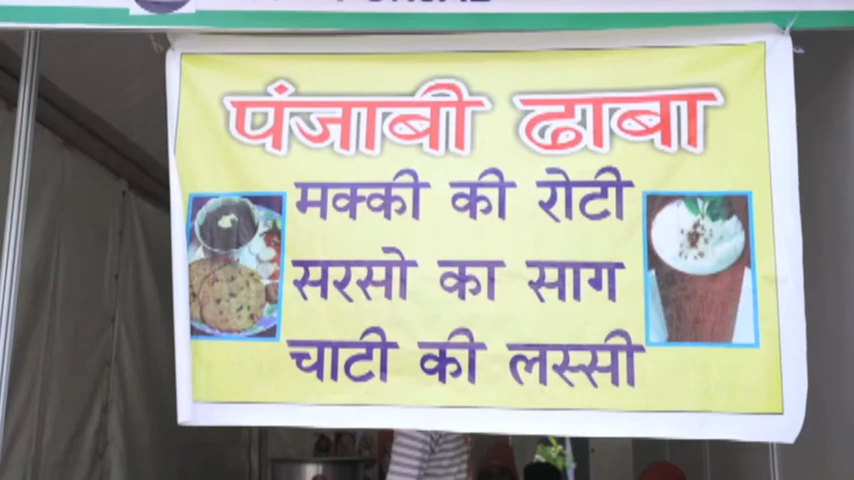 पंजाबी ढाबा
मक्की की रोटी
सरसो का साग
चाटी की लस्सी